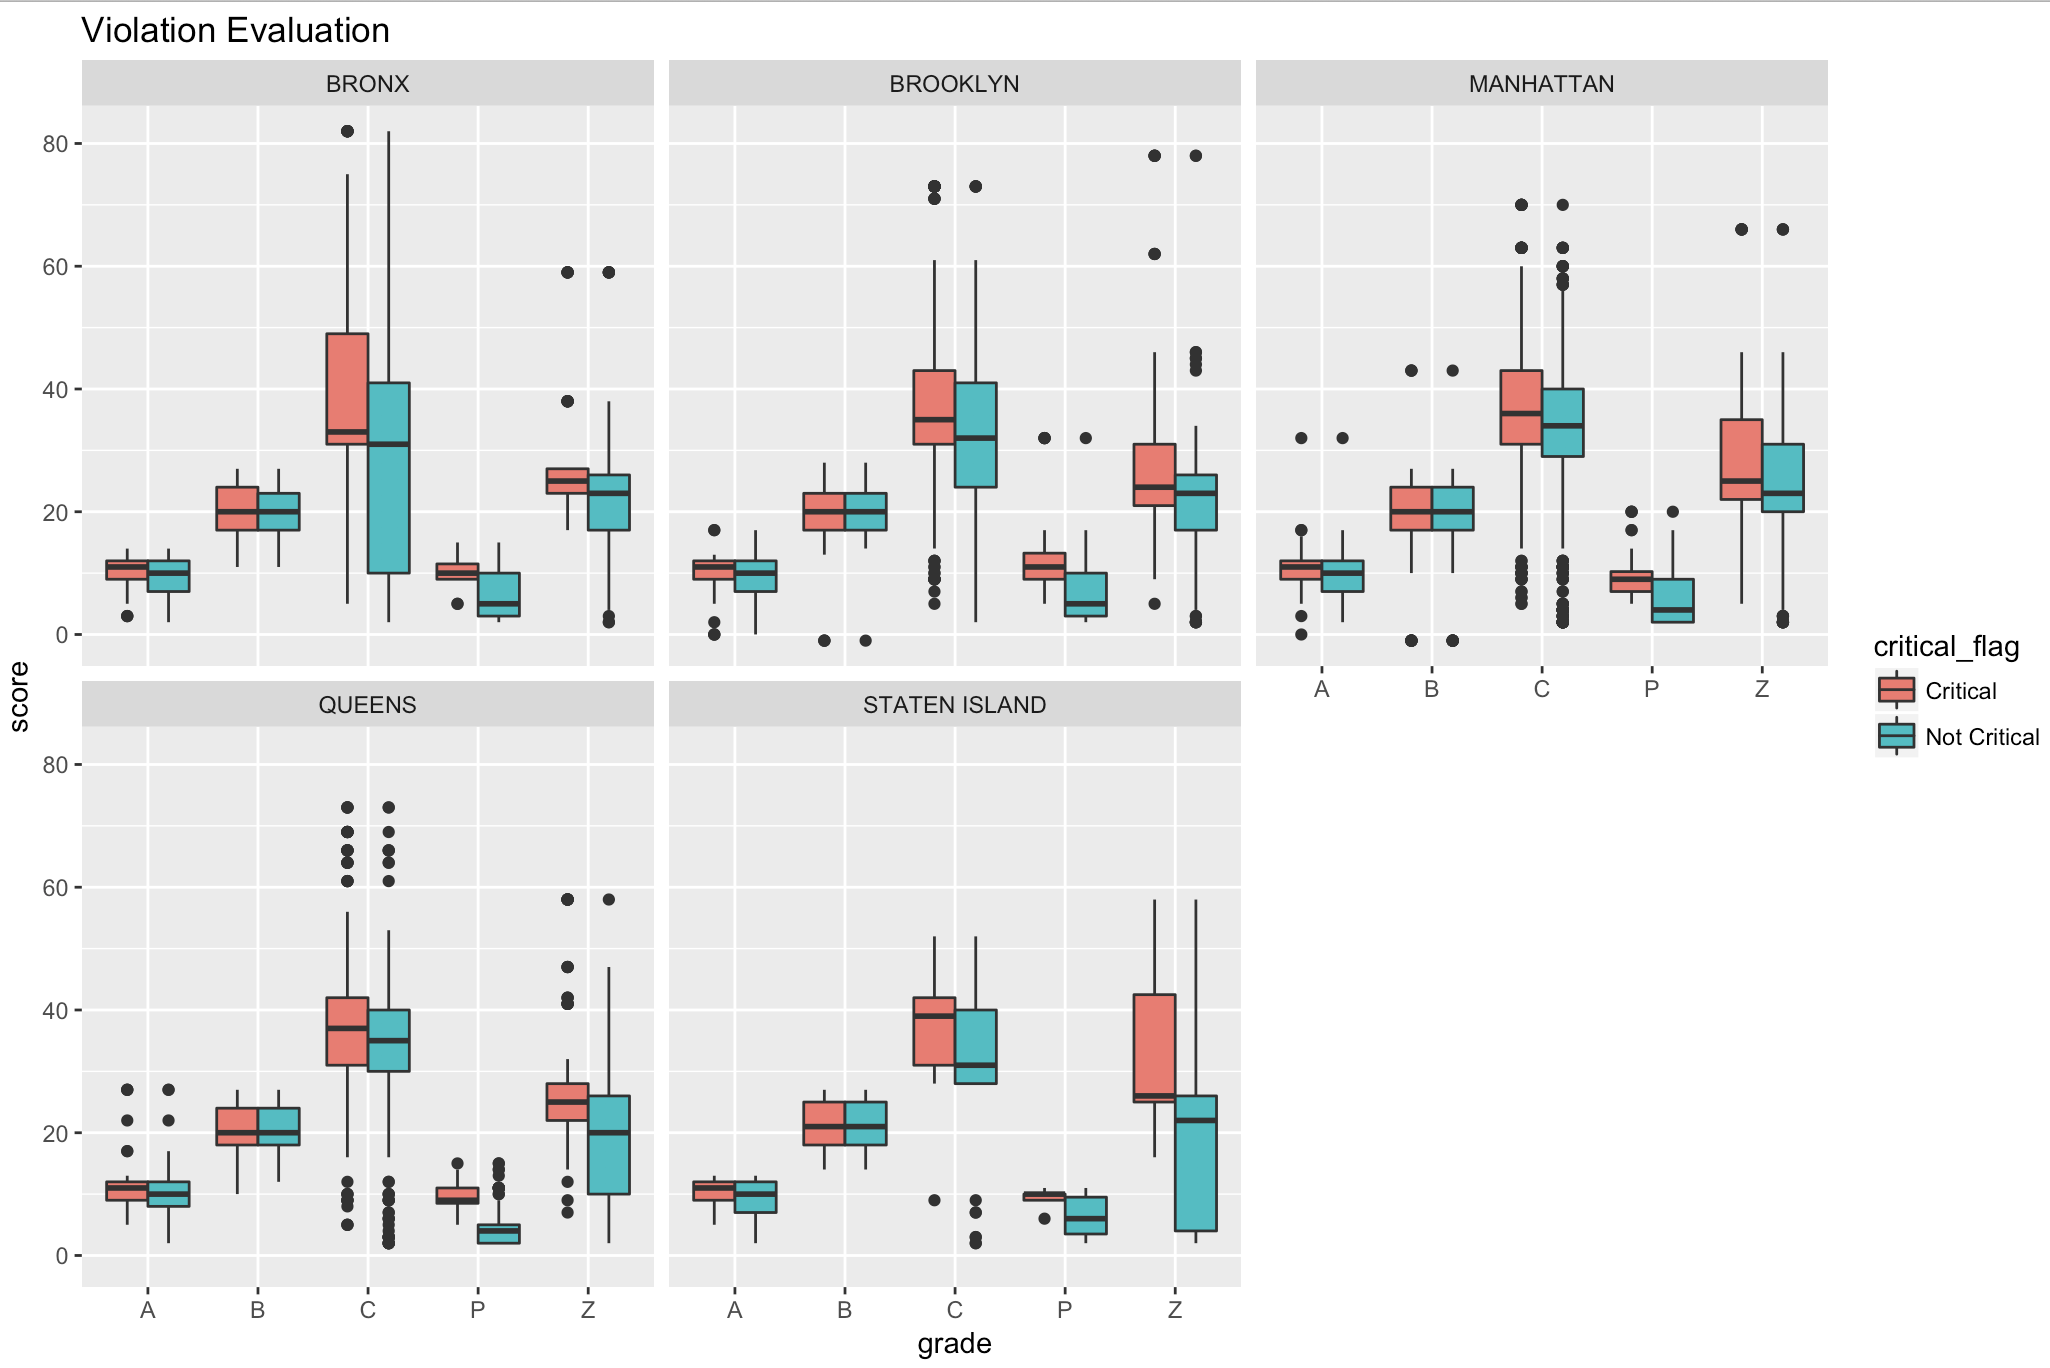 Violation Evaluation
BRONX
BROOKLYN
MANHATTAN
80
60
40
20
0
A B C P Z
QUEENS
STATEN ISLAND
80
60
40
20
0
A B C P Z
A B C P Z
score
grade
critical_flag
Critical
Not Critical